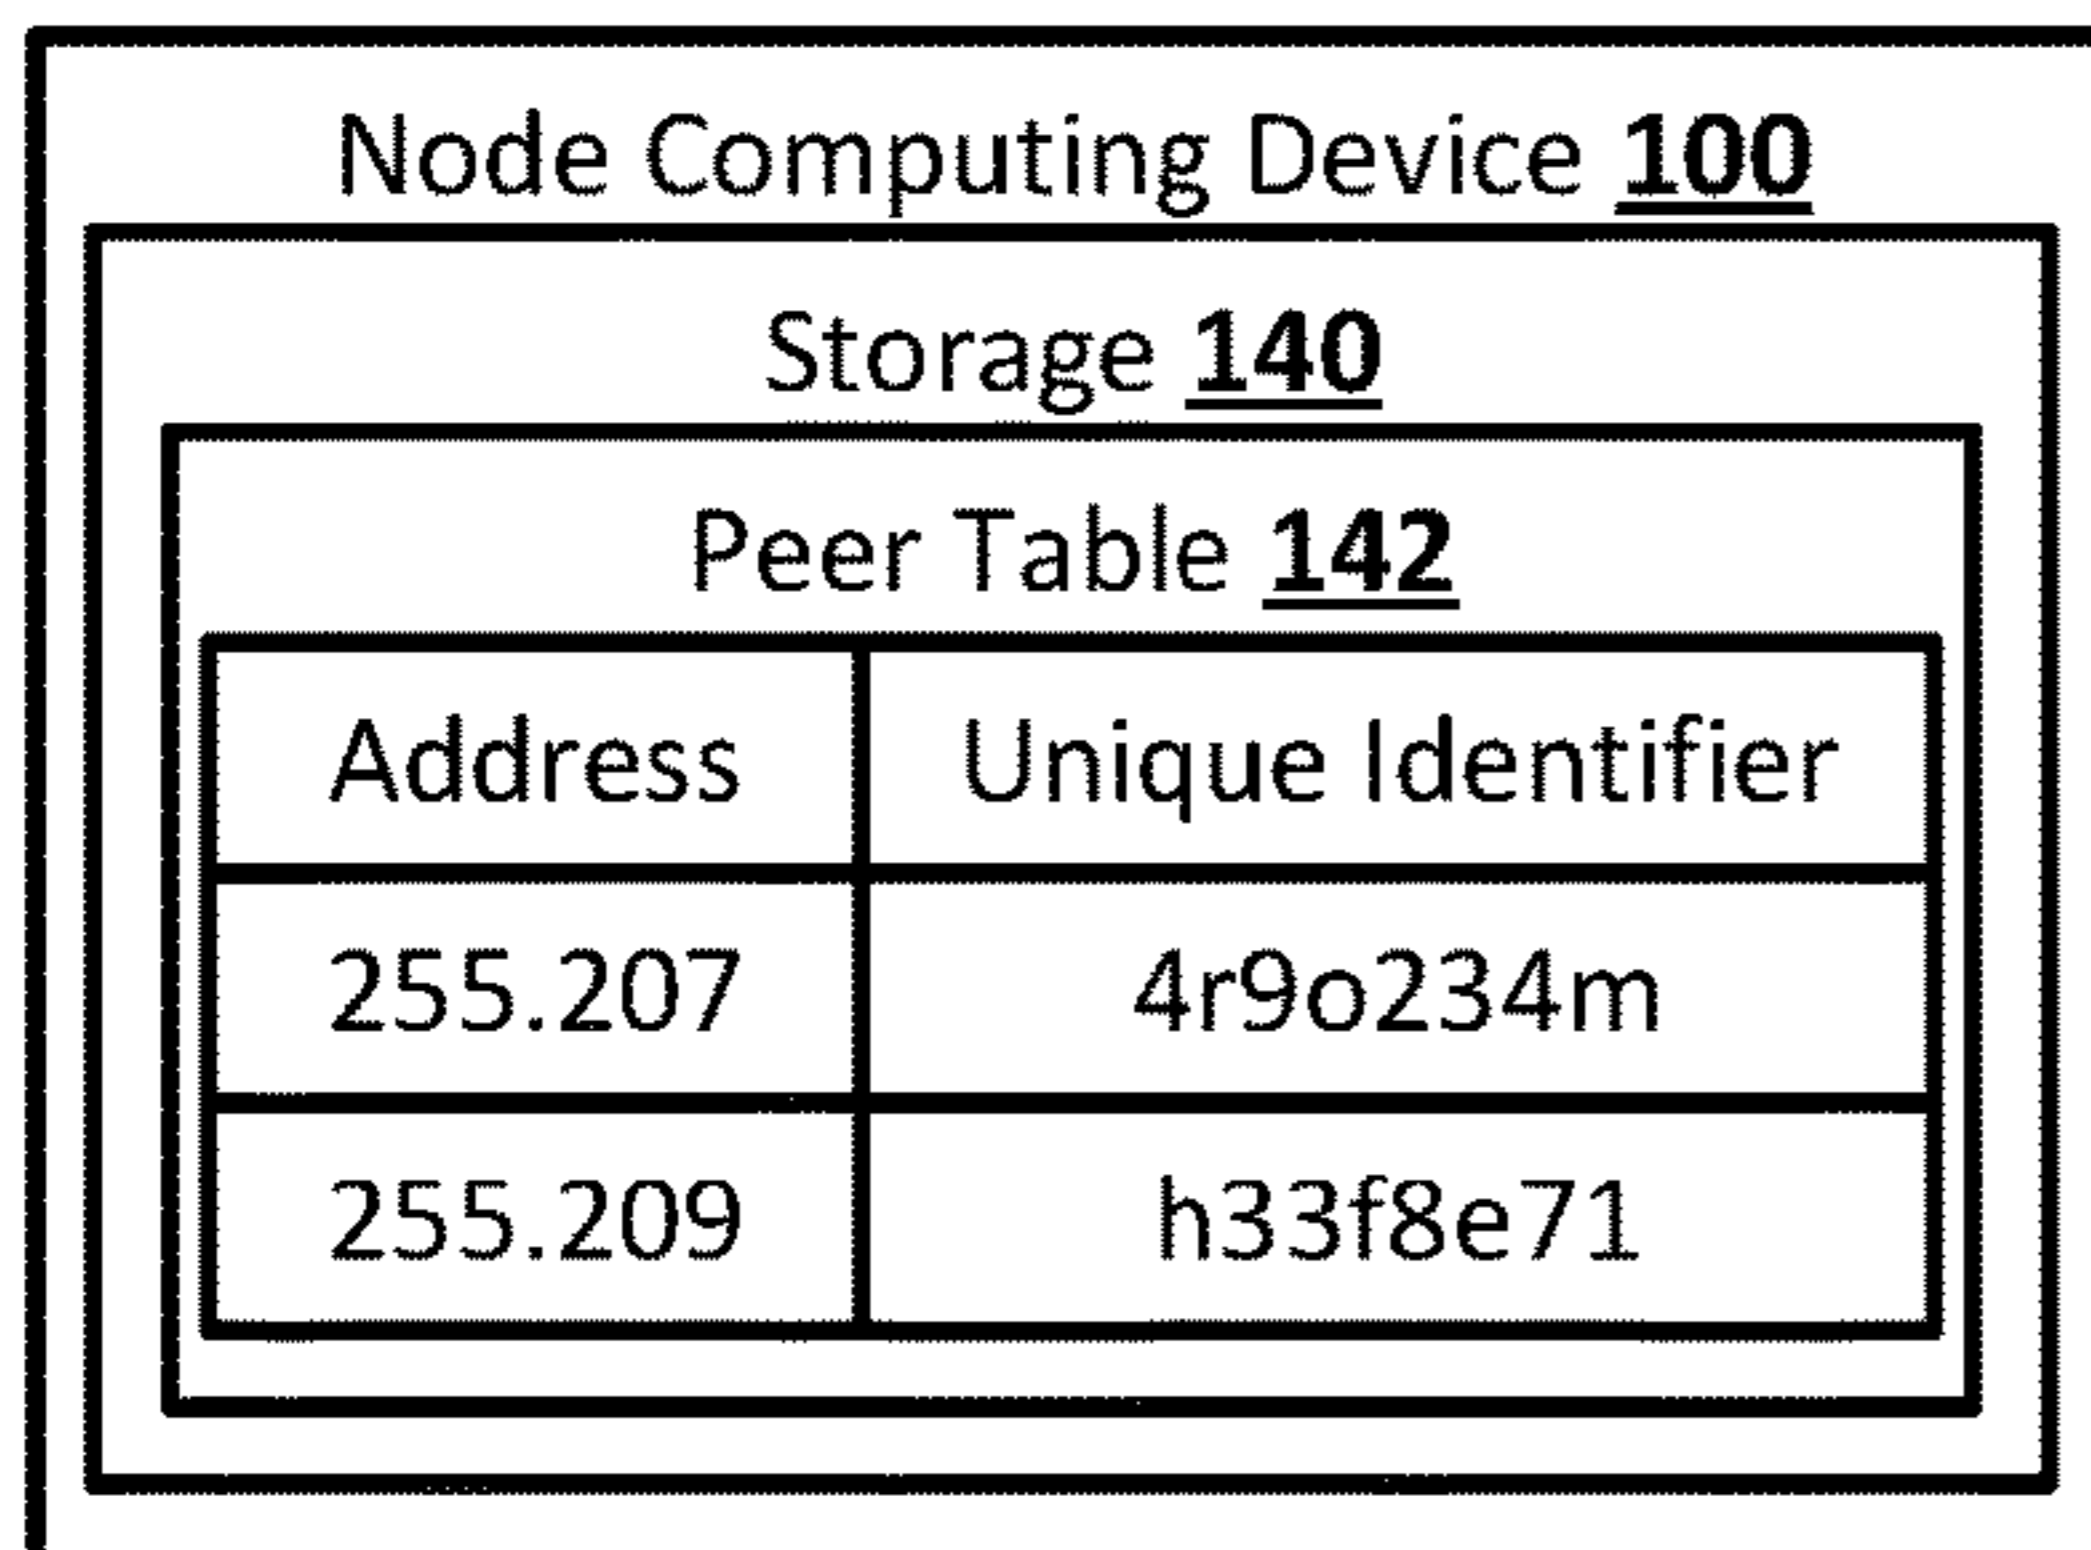 Node Computing Device 100
Storage 140
Peer Table 142
Address Unique Identifier
255.207 4r9o234m
255.209 h33f8e71